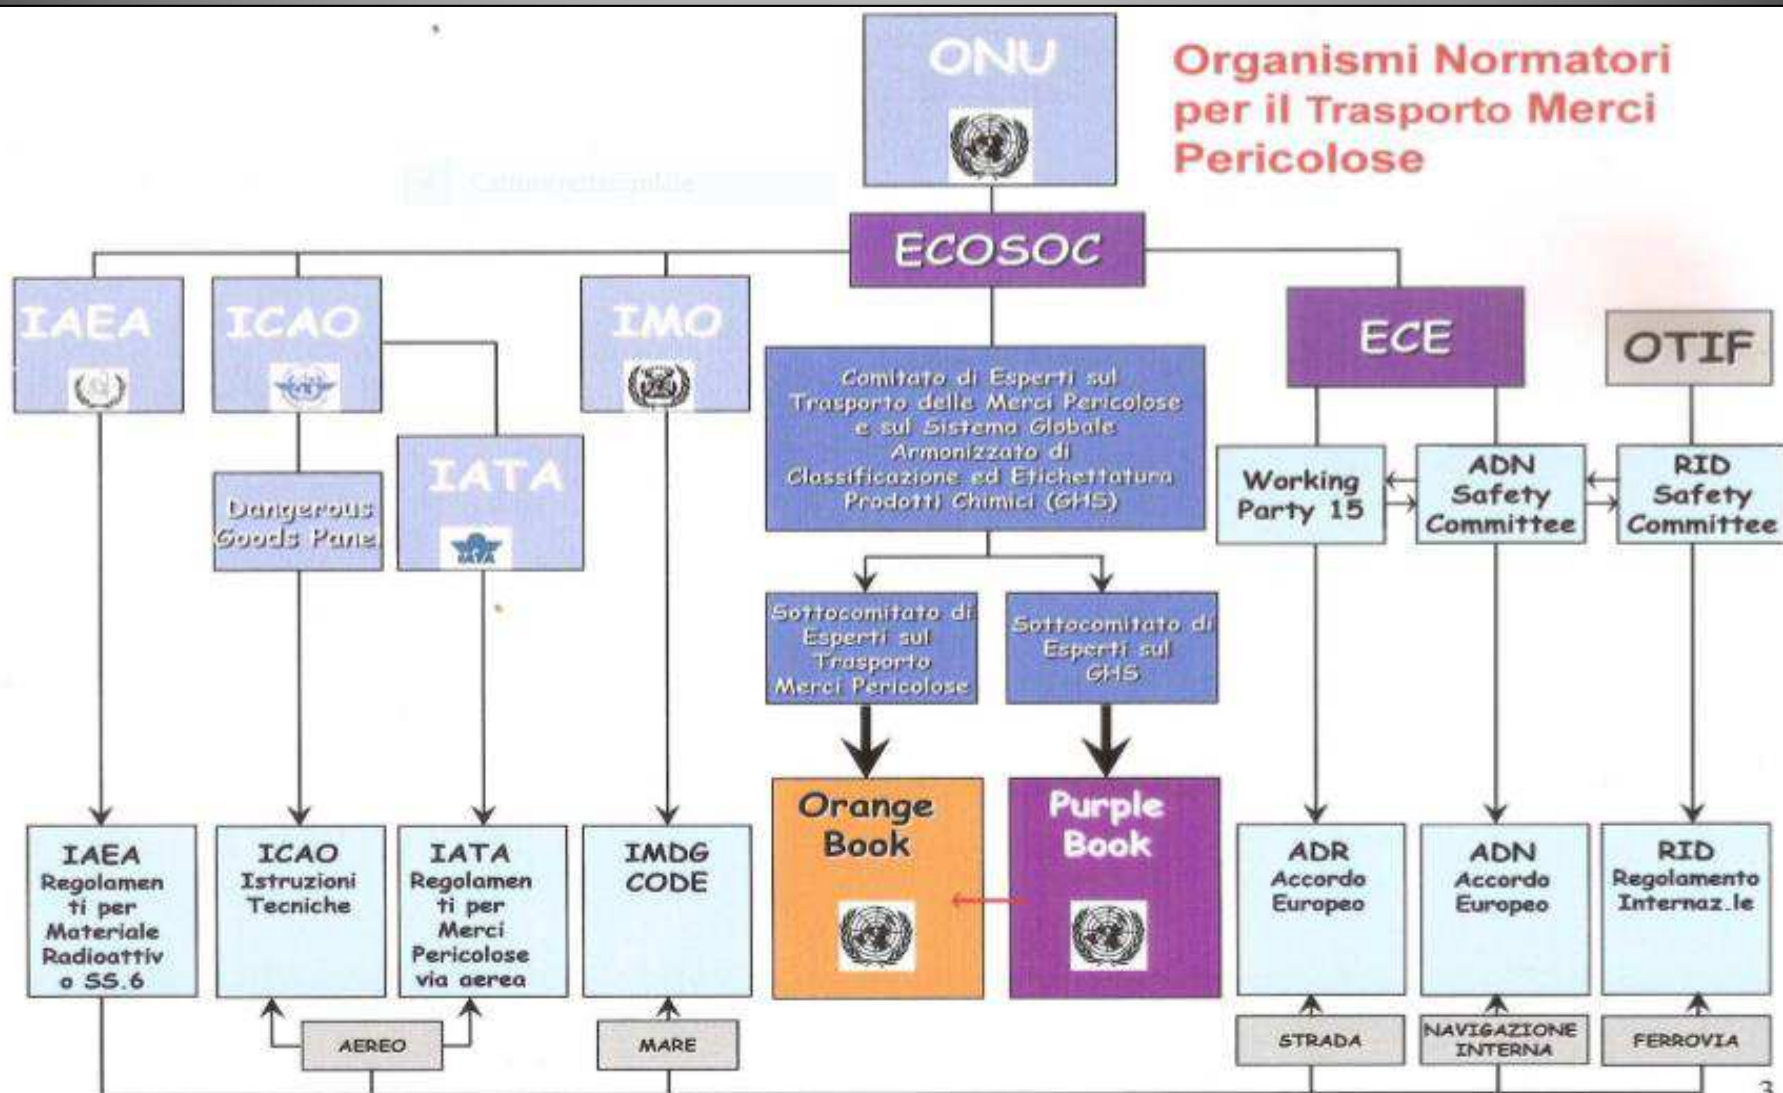 ONU
Organismi Normatori
per il Trasporto Merci
Pericolose
ECOSOC
IAEA
ICAO
IMO
ECE
OTIF
Comitato di Esperti sul
Trasporto delle Merci Pericolose
e sul Sistema Globale
Armonizzato di
Classificazione ed Etichettatura
Prodotti Chimici (GHS)
IATA
IATA
Dangerous
Goods Panel
Working
Party 15
ADN
Safety
Committee
RID
Safety
Committee
Sottocomitato di
Esperti sul
Trasporto
Merci Pericolose
Sottocomitato di
Esperti sul
GHS
Orange
Book
Purple
Book
IAEA
Regolamen
ti per
Materiale
Radioattiv
o SS.6
ICAO
Istruzioni
Tecniche
IATA
Regolamen
ti per
Merci
Pericolose
via aerea
IMDG
CODE
ADR
Accordo
Europeo
ADN
Accordo
Europeo
RID
Regolamento
Internaz.le
AEREO
MARE
STRADA
NAVIGAZIONE
INTERNA
FERROVIA
3